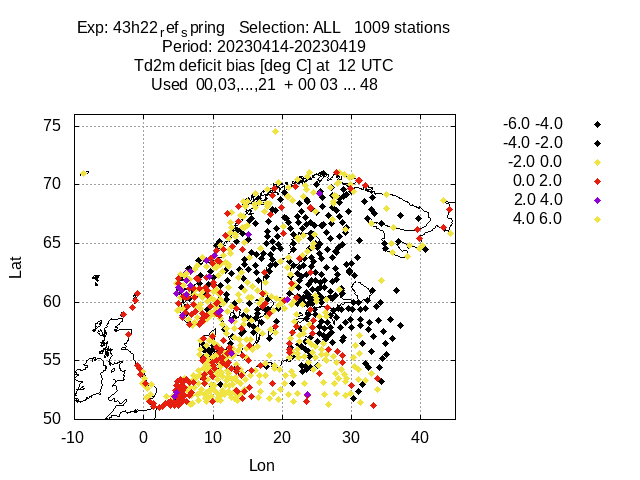 Exp: 43h22refspring   Selection: ALL   1009 stations
Period: 20230414-20230419
Td2m deficit bias [deg C] at  12 UTC
Used  00,03,...,21  + 00 03 ... 48
-6.0 -4.0
-4.0 -2.0
-2.0 0.0
0.0 2.0
2.0 4.0
4.0 6.0
75
70
65
60
55
50
Lat
-10 0 10 20 30 40
Lon